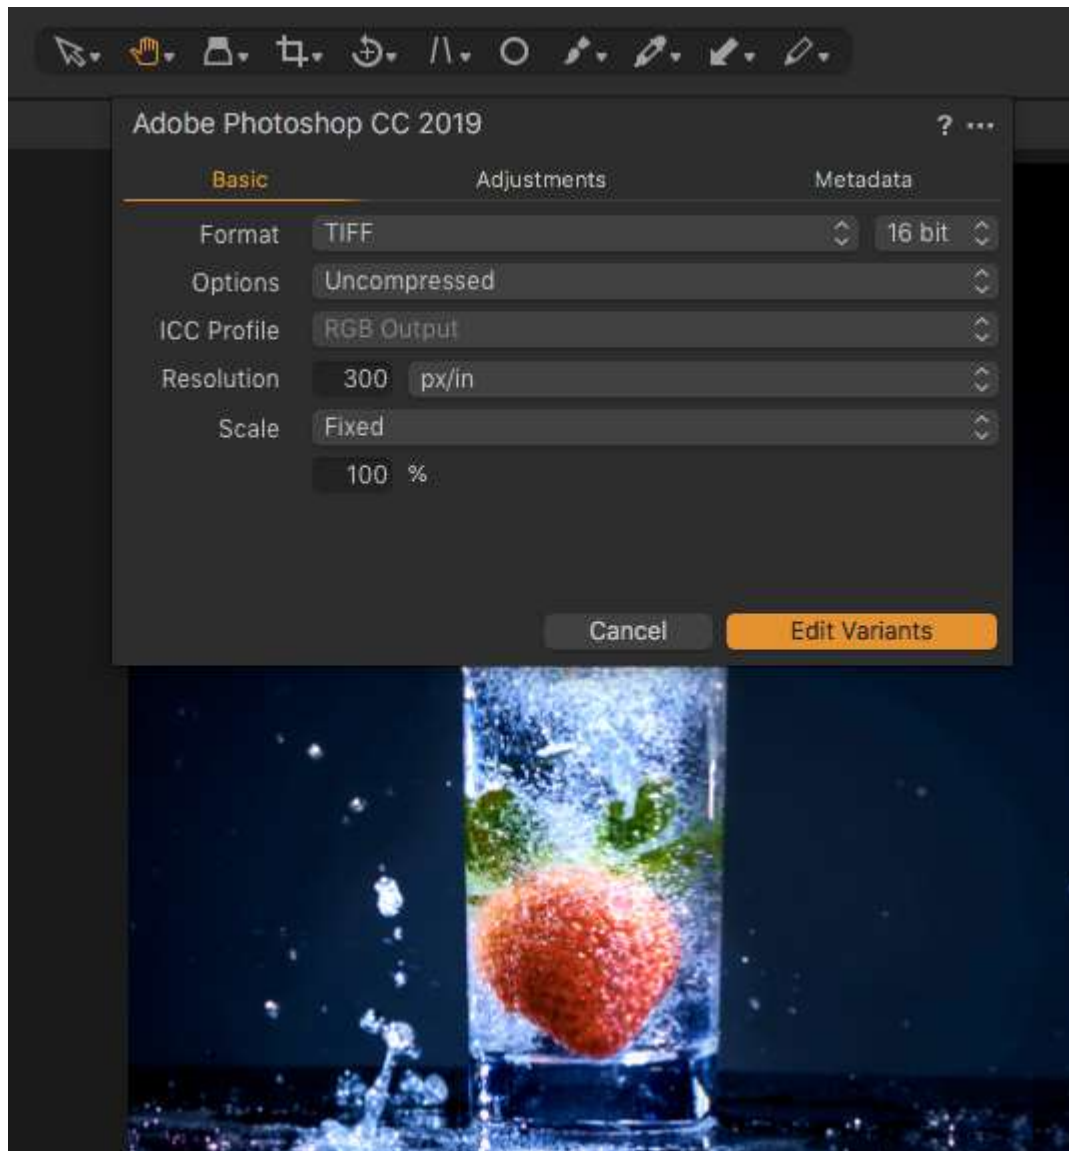 Adobe Photoshop CC 2019 ? ...
Basic Adjustments Metadata
Format TIFF 16 bit
Options Uncompressed
ICC Profile RGB Output
Resolution 300 px/in
Scale Fixed
100 %
Cancel Edit Variants